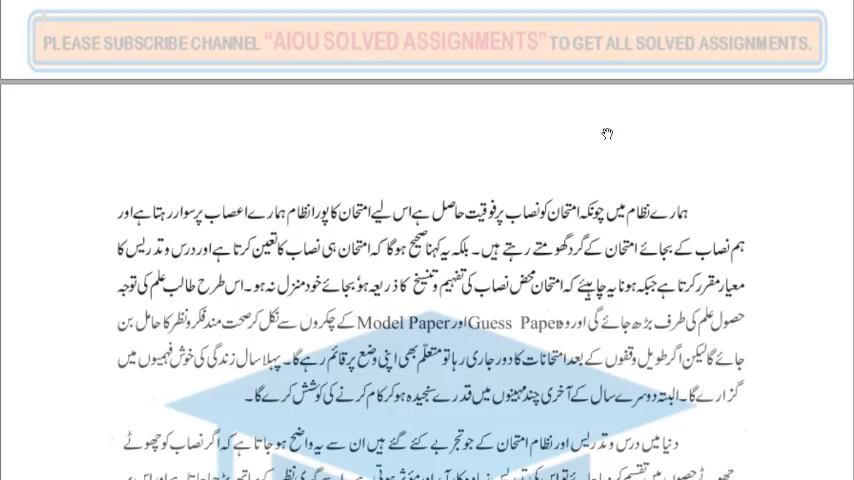 PLEASE SUBSCRIBE CHANNEL “AIOU SOLVED ASSIGNMENTS” TO GET ALL SOLVED ASSIGNMENTS.
ہمارے نظام میں چونکہ امتحان کو نصاب پر فوقیت حاصل ہے اس لیے امتحان کا پورا نظام ہمارے اعصاب پر سوار رہتا ہے اور
ہم نصاب کے بجائے امتحان کے گرد گھومتے رہتے ہیں۔ بلکہ یہ کہنا صحیح ہوگا کہ امتحان ہی نصاب کا تعین کرتا ہے اور درس و تدریس کا
معیار مقرر کرتا ہے جبکہ ہونا یہ چاہیئے کہ امتحان محض نصاب کی تفہیم و تنسیخ کا ذریعہ ہو بجائے خود منزل نہ ہو۔ اس طرح طالب علم کی توجہ
حصول علم کی طرف بڑھ جائے گی اور وہ Guess Paper اور Model Paper کے چکروں سے نکل کر صحت مند فکر و نظر کا حامل بن
جائے گا لیکن اگر طویل وقفوں کے بعد امتحانات کا دور جاری رہا تو متعلّم بھی اپنی وضع پر قائم رہے گا۔ پہلا سال زندگی کی خوش فہمیوں میں
گزارے گا۔ البتہ دوسرے سال کے آخری چند مہینوں میں قدرے سنجیدہ ہو کر کام کرنے کی کوشش کرے گا۔
دنیا میں درس و تدریس اور نظام امتحان کے جو تجربے کئے گئے ہیں ان سے یہ واضح ہو جاتا ہے کہ اگر نصاب کو چھوٹے